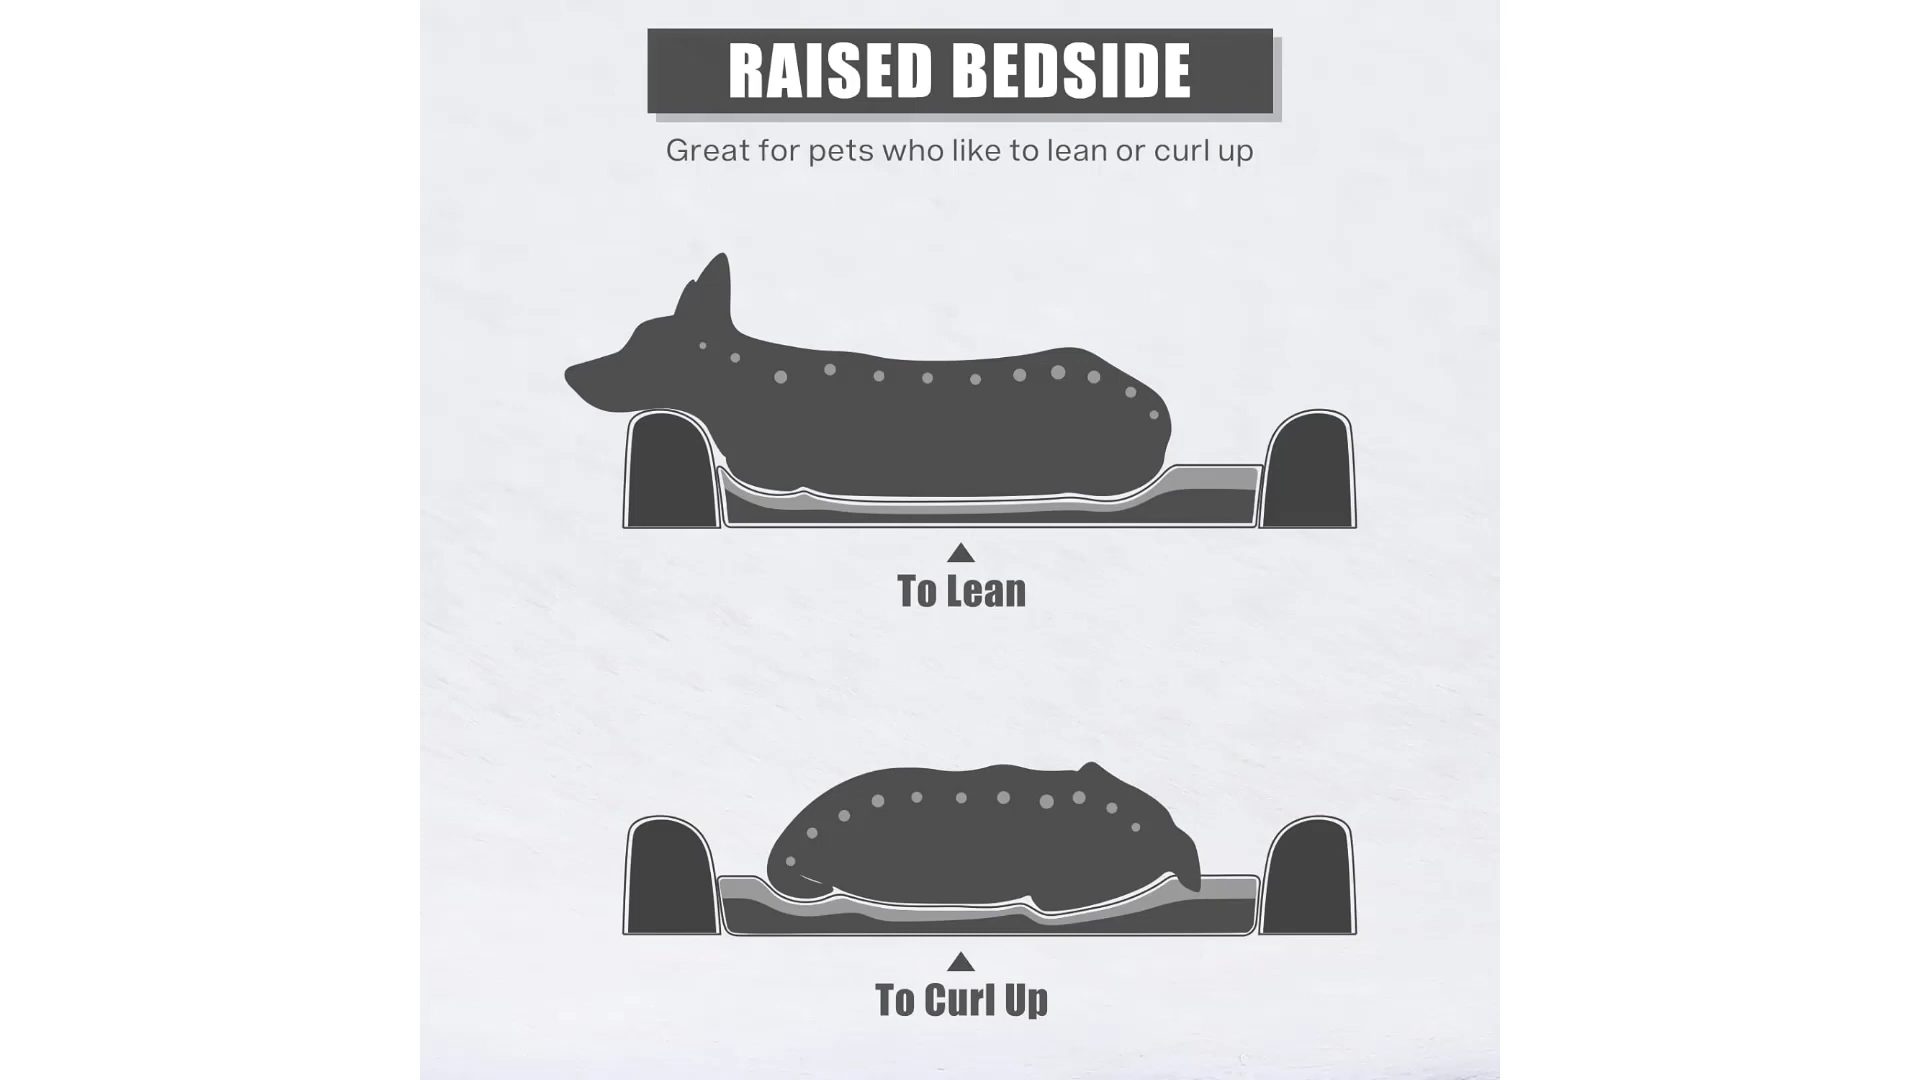 RAISED BEDSIDE
Great for pets who like to lean or curl up
To Lean
To Curl Up